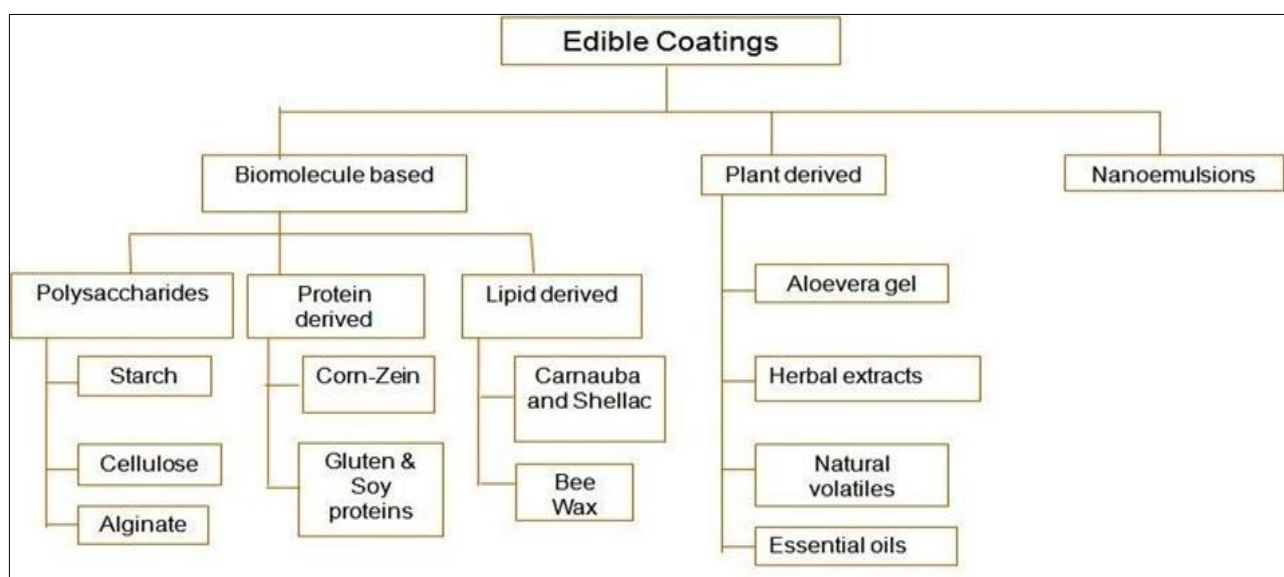 Edible Coatings
Biomolecule based
Plant derived
Nanoemulsions
Polysaccharides
Protein
derived
Lipid derived
Starch
Cellulose
Alginate
Corn-Zein
Gluten &
Soy
proteins
Carnauba
and Shellac
Bee
Wax
Aloevera gel
Herbal extracts
Natural
volatiles
Essential oils